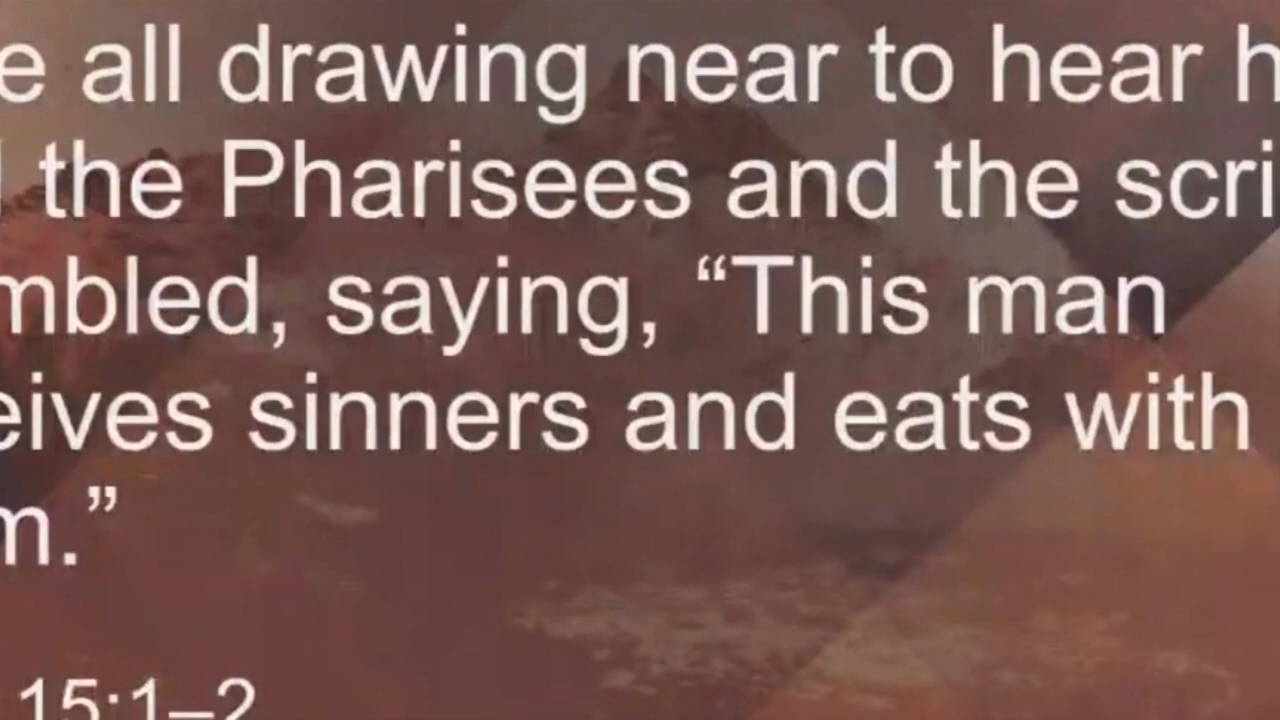 e all drawing near to hear h
the Pharisees and the scri
mbled, saying, “This man
eives sinners and eats with
m.”
15:1–2